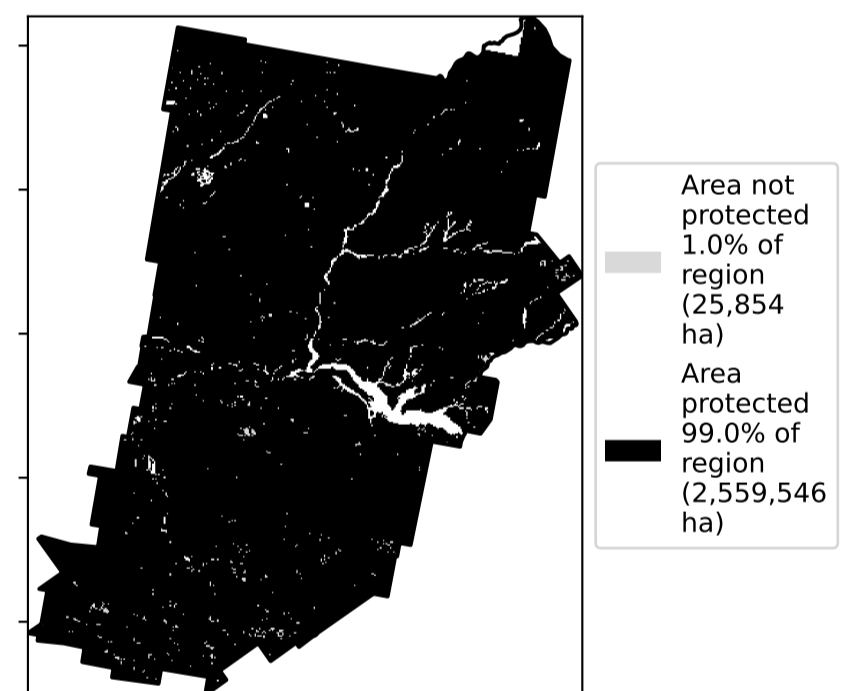 Area not
protected
1.0% of
region
(25,854
ha)
Area
protected
99.0% of
region
(2,559,546
ha)